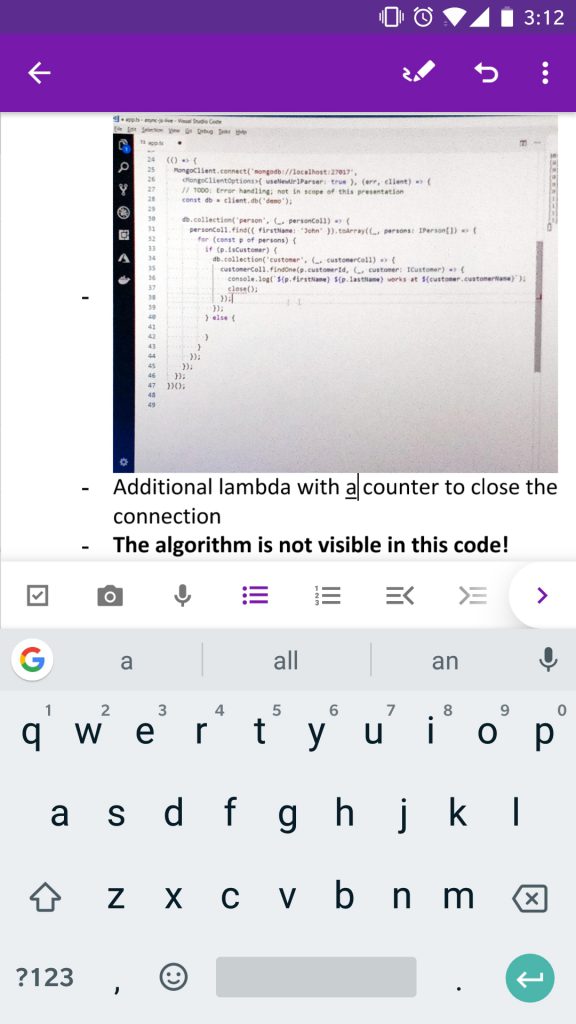 3:12
app.ts - async-js-live - Visual Studio Code
File Edit Selection View Go Debug Tasks Help
TS app.ts
24 (() => {
25 MongoClient.connect('mongodb://localhost:27017',
26 <MongoClientOptions>{ useNewUrlParser: true }, (err, client) => {
27 // TODO: Error handling; not in scope of this presentation
28 const db = client.db('demo');
29
30 db.collection('person', (_, personColl) => {
31 personColl.find({ firstName: 'John' }).toArray((_, persons: IPerson[]) => {
32 for (const p of persons) {
33 if (p.isCustomer) {
34 db.collection('customer', (_, customerColl) => {
35 customerColl.findOne(p.customerId, (_, customer: ICustomer) => {
36 console.log(`${p.firstName} ${p.lastName} works at ${customer.customerName}`);
37 close();
38 });
39 });
40 } else {
41
42 }
43 }
44 });
45 });
46 });
47 })();
48
49
-
- Additional lambda with a counter to close the
connection
- The algorithm is not visible in this code!
1
2
3
G a all an
1 2 3 4 5 6 7 8 9 0
q w e r t y u i o p
a s d f g h j k l
z x c v b n m
?123 , .